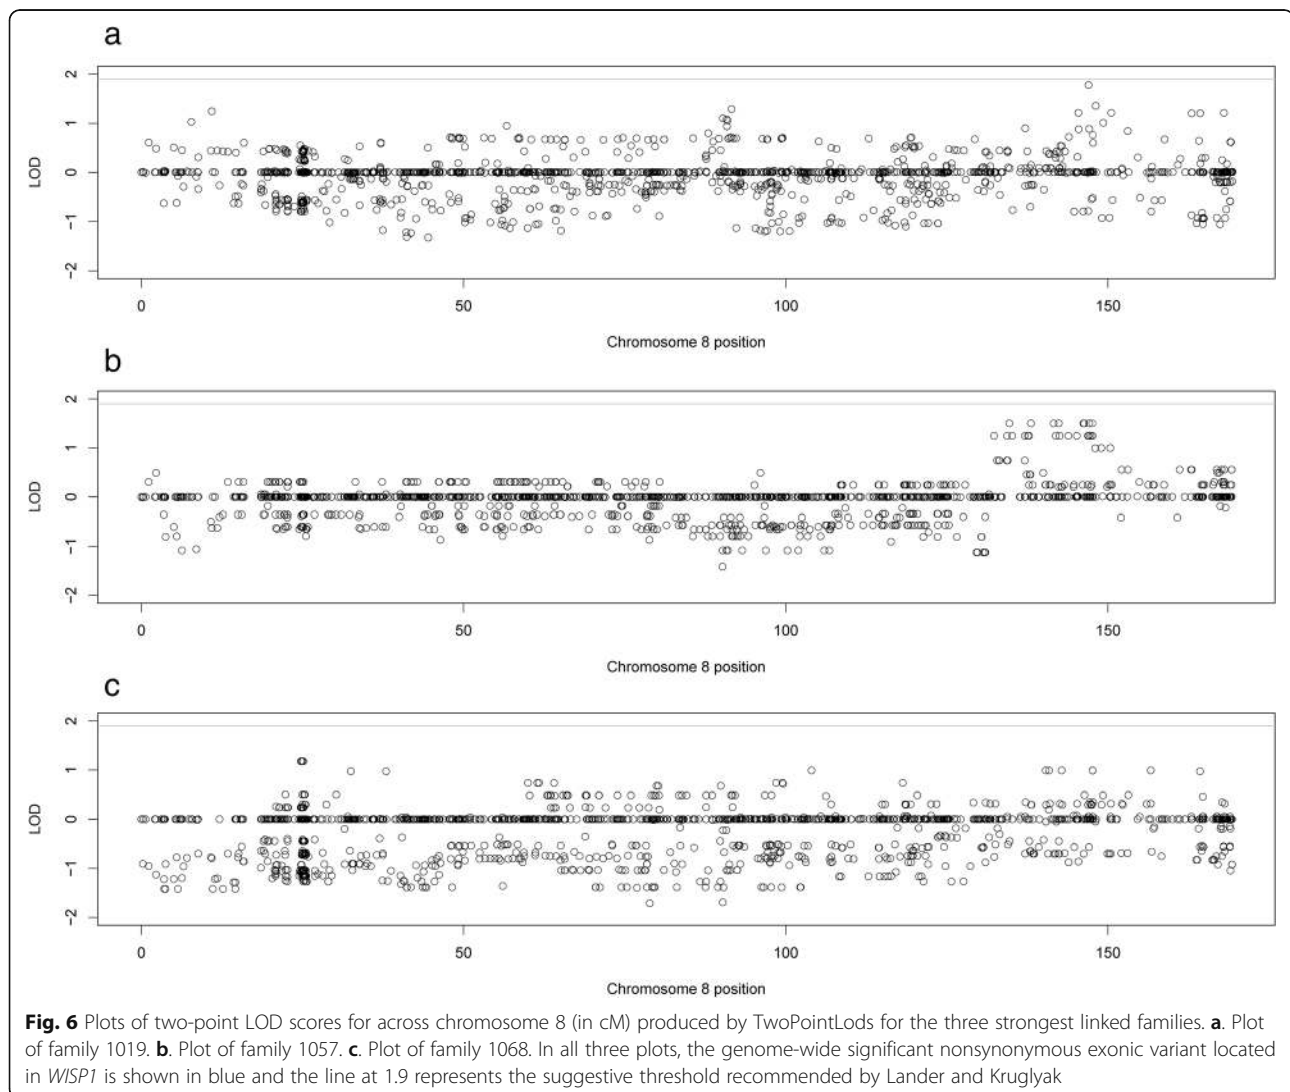 a
2
1
0
-1
-2
LOD
0
50
100
150
Chromosome 8 position
b
2
1
0
-1
-2
LOD
0
50
100
150
Chromosome 8 position
c
2
1
0
-1
-2
LOD
0
50
100
150
Chromosome 8 position
Fig. 6 Plots of two-point LOD scores for across chromosome 8 (in cM) produced by TwoPointLods for the three strongest linked families. a. Plot
of family 1019. b. Plot of family 1057. c. Plot of family 1068. In all three plots, the genome-wide significant nonsynonymous exonic variant located
in WISP1 is shown in blue and the line at 1.9 represents the suggestive threshold recommended by Lander and Kruglyak